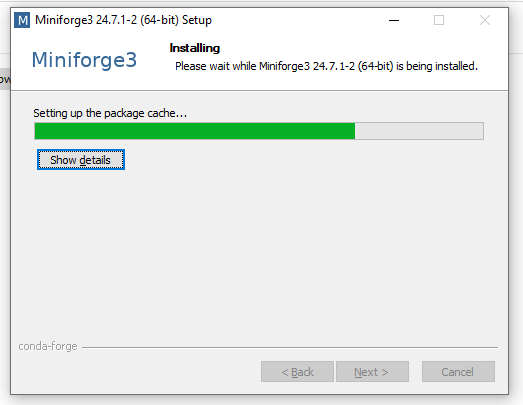 M Miniforge3 24.7.1-2 (64-bit) Setup
Miniforge3
Installing
Please wait while Miniforge3 24.7.1-2 (64-bit) is being installed.
Setting up the package cache...
Show details
conda-forge
< Back Next > Cancel